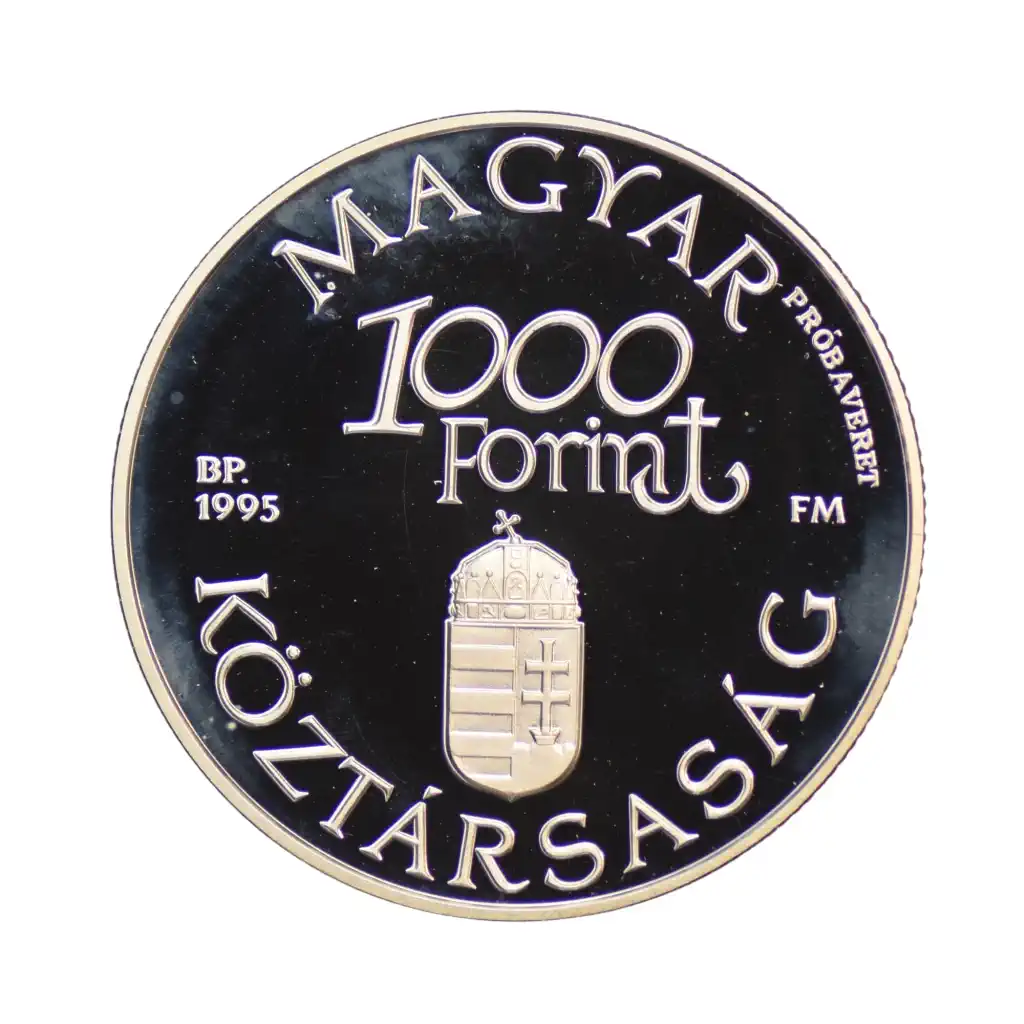 MAGYAR
PRÓBAVERET
1000
Forint
BP.
1995
FM
KÖZTÁRSASÁG